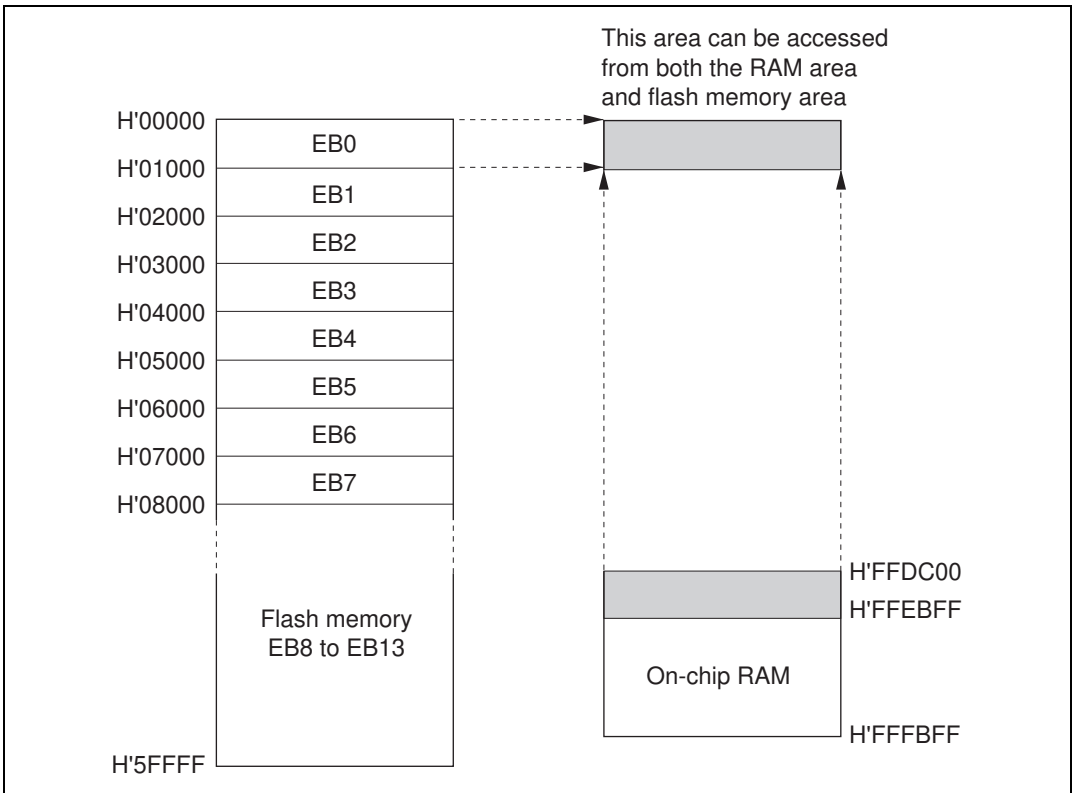 This area can be accessed
from both the RAM area
and flash memory area
H'00000
EB0
H'01000
EB1
H'02000
EB2
H'03000
EB3
H'04000
EB4
H'05000
EB5
H'06000
EB6
H'07000
EB7
H'08000
Flash memory
EB8 to EB13
H'5FFFF
H'FFDC00
H'FFEBFF
On-chip RAM
H'FFFBFF